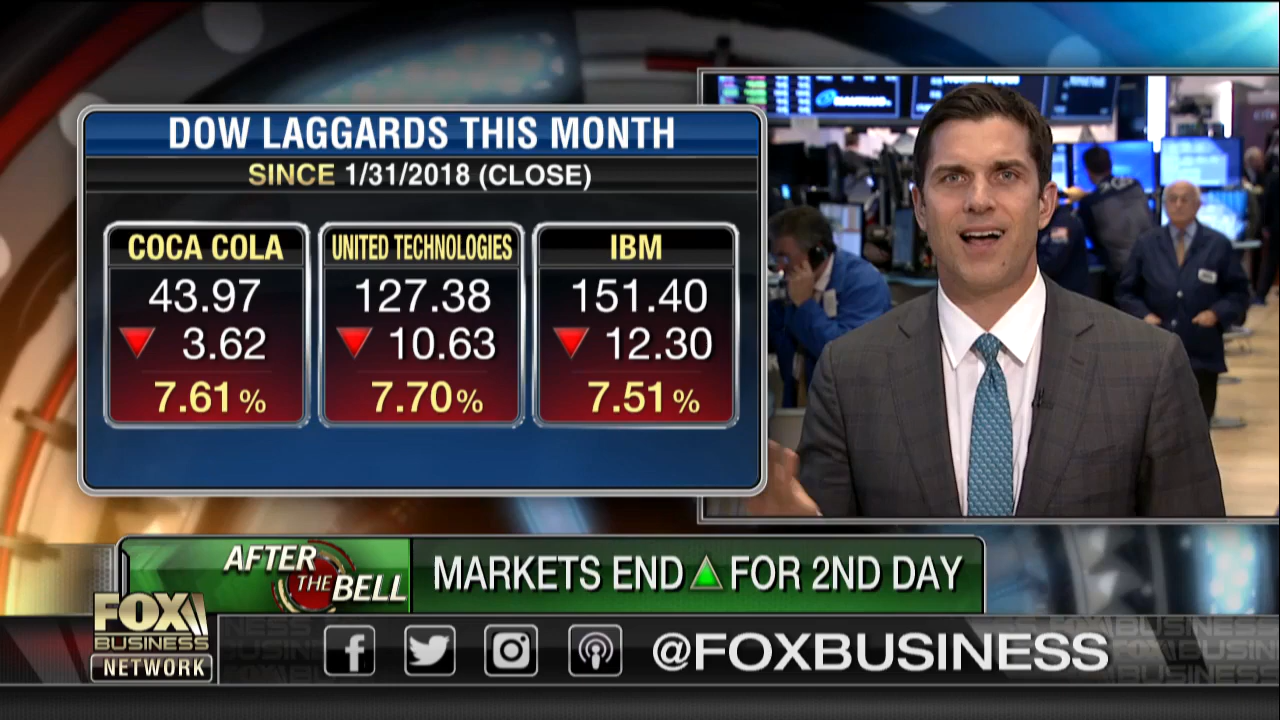 DOW LAGGARDS THIS MONTH
SINCE 1/31/2018 (CLOSE)
COCA COLA
43.97
▼ 3.62
7.61%
UNITED TECHNOLOGIES
127.38
▼ 10.63
7.70%
IBM
151.40
▼ 12.30
7.51%
AFTER THE BELL
MARKETS END ▲ FOR 2ND DAY
FOX
BUSINESS
NETWORK
@FOXBUSINESS